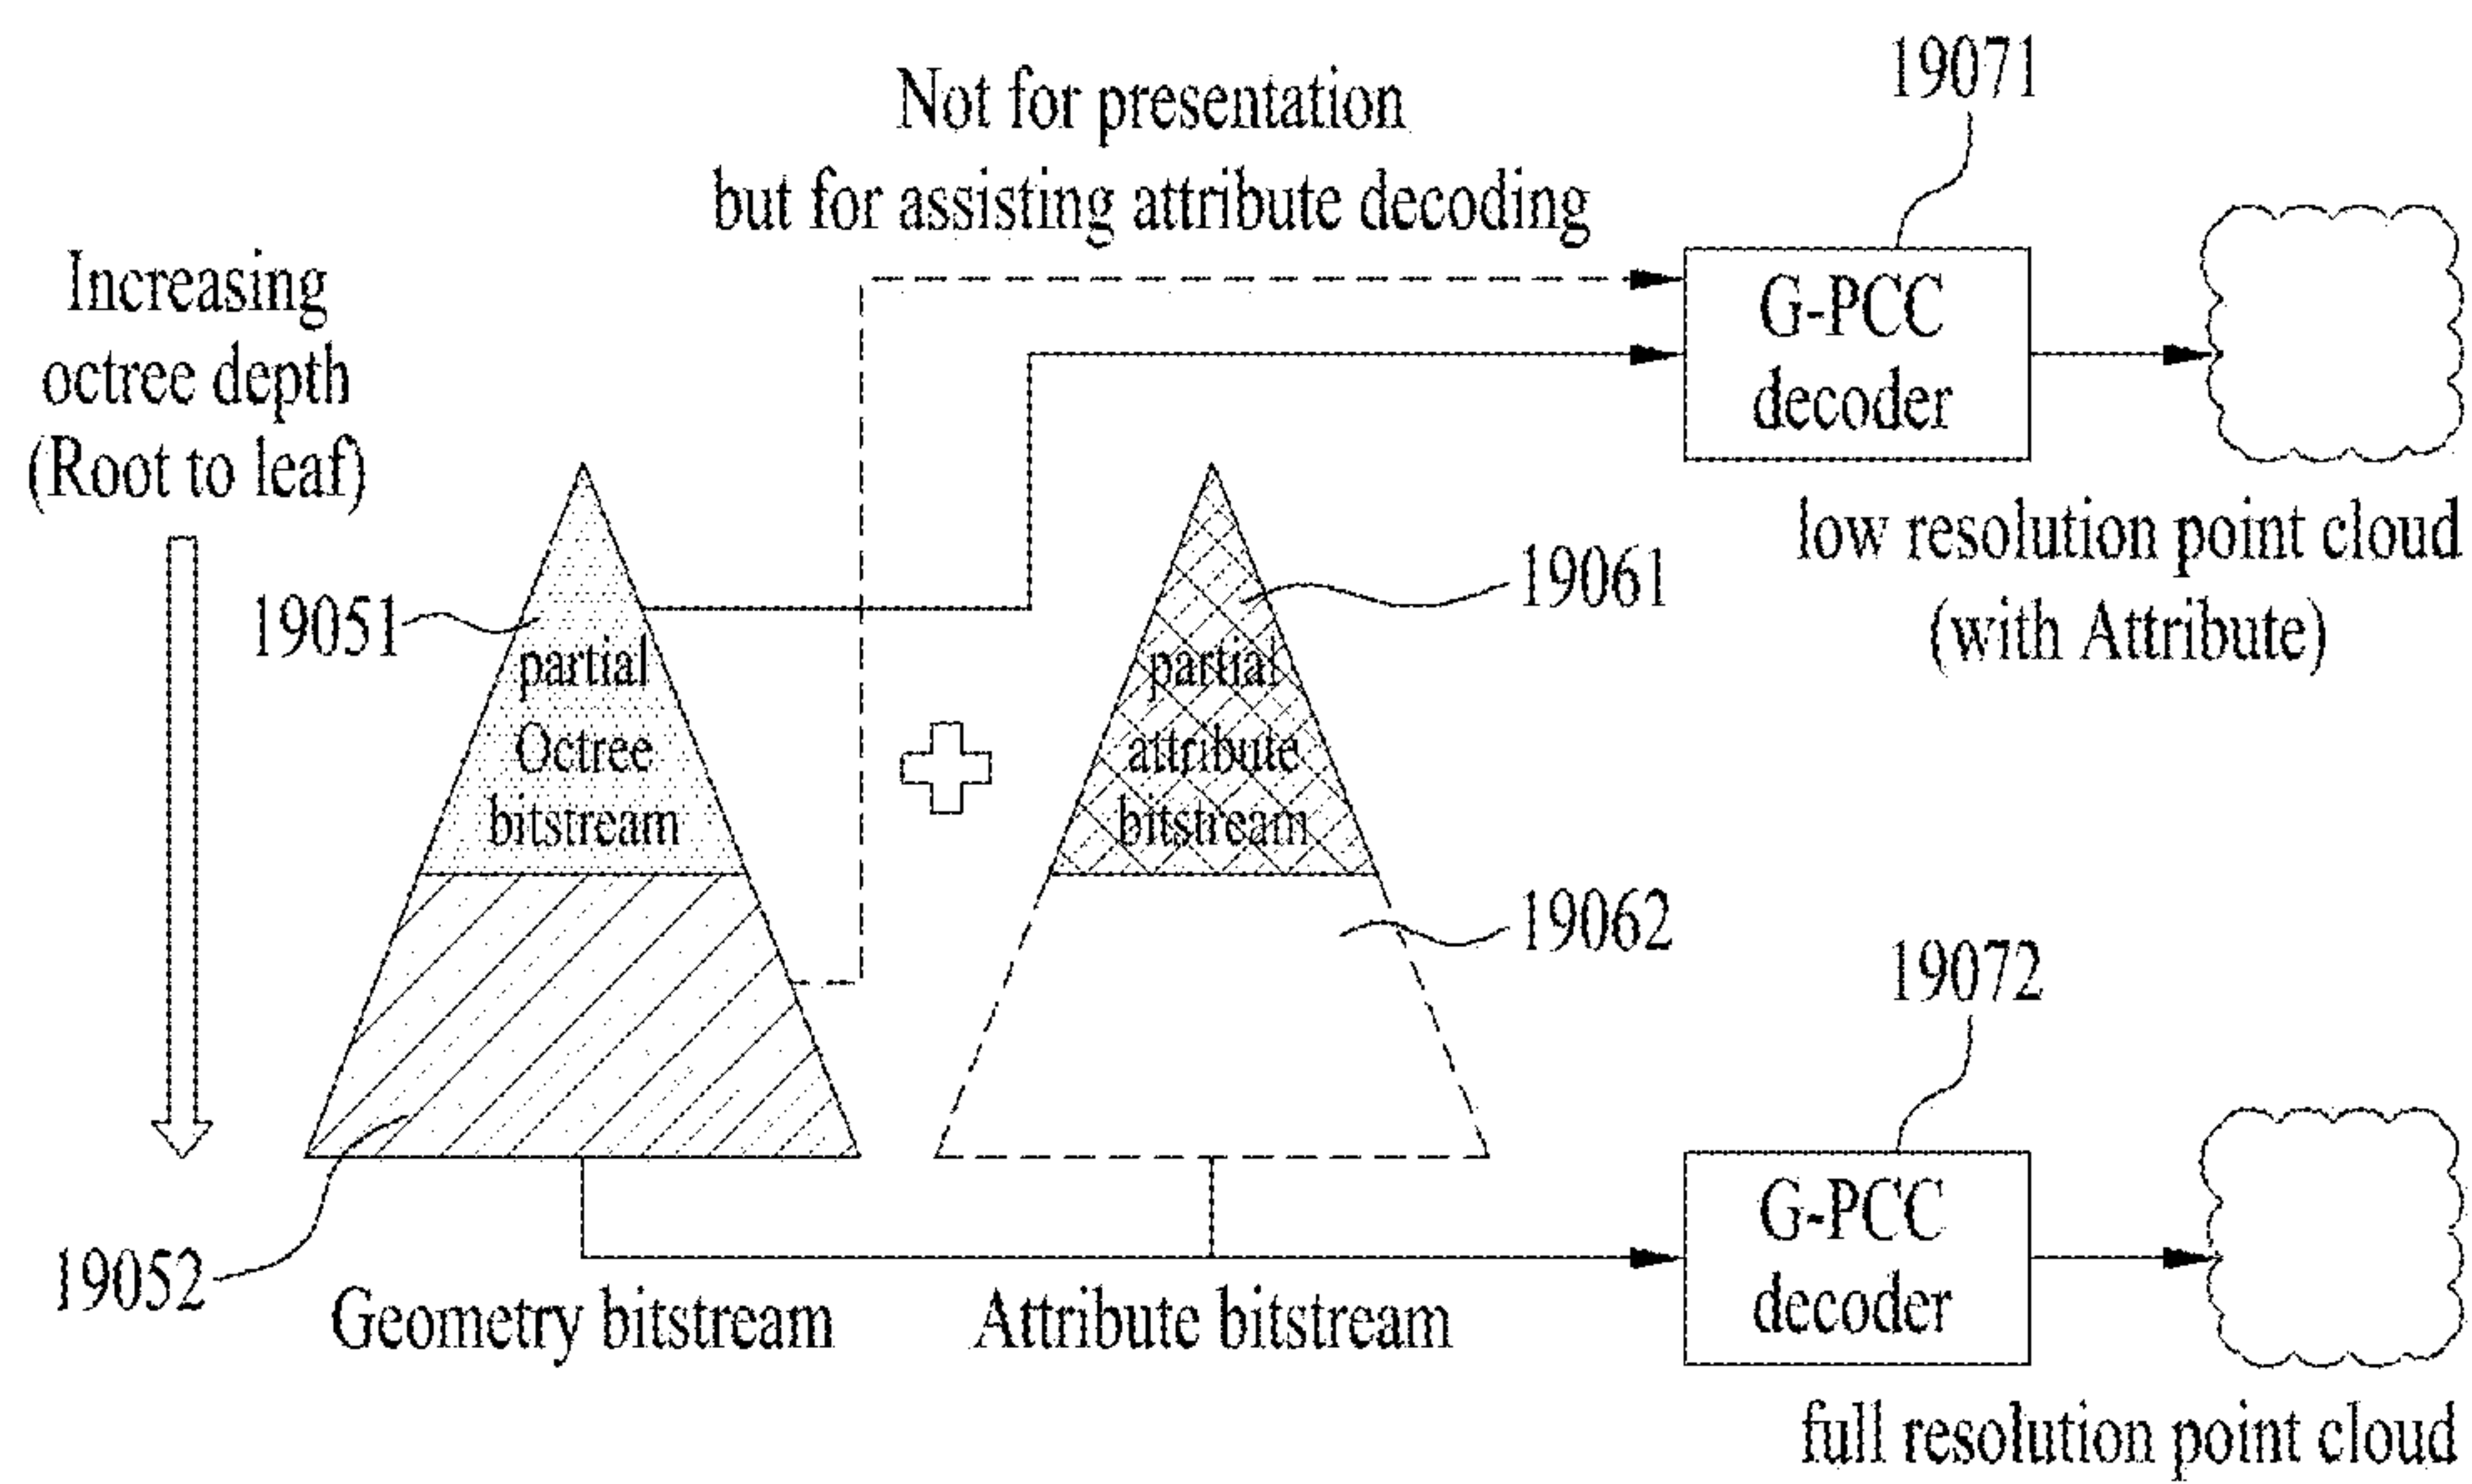 19071
Not for presentation
but for assisting attribute decoding
Increasing
octree depth
(Root to leaf)
G-PCC
decoder
low resolution point cloud
(with Attribute)
19051
partial
Octree
bitstream
19061
partial
attribute
bitstream
19062
19072
19052
Geometry bitstream
Attribute bitstream
G-PCC
decoder
full resolution point cloud